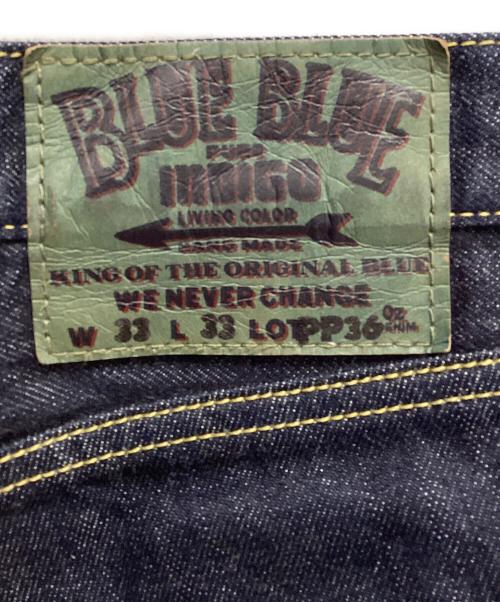 BLUE BLUE
PURE
INDIGO
LIVING COLOR
HAND MADE
KING OF THE ORIGINAL BLUE
WE NEVER CHANGE
W 33 L 33 LOT PP36 OZ